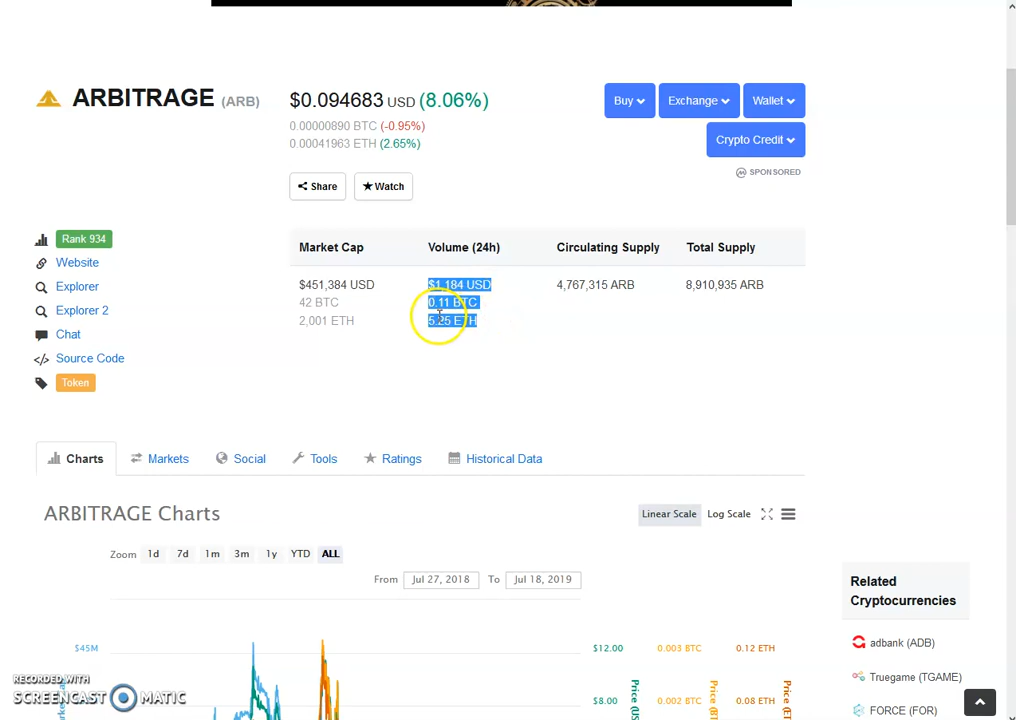 ARBITRAGE (ARB)
$0.094683 USD (8.06%)
0.00000890 BTC (-0.95%)
0.00041963 ETH (2.65%)
Buy
Exchange
Wallet
Crypto Credit
SPONSORED
Share
Watch
Rank 934
Website
Explorer
Explorer 2
Chat
Source Code
Token
Market Cap Volume (24h) Circulating Supply Total Supply
$451,384 USD $1,184 USD 4,767,315 ARB 8,910,935 ARB
42 BTC 0.11 BTC
2,001 ETH 5.25 ETH
Charts Markets Social Tools Ratings Historical Data
ARBITRAGE Charts
Linear Scale Log Scale
Zoom 1d 7d 1m 3m 1y YTD ALL
From Jul 27, 2018 To Jul 18, 2019
$45M $12.00 0.003 BTC 0.12 ETH
$8.00 0.002 BTC 0.08 ETH
Related
Cryptocurrencies
adbank (ADB)
Truegame (TGAME)
FORCE (FOR)
RECORDED WITH
SCREENCAST MATIC